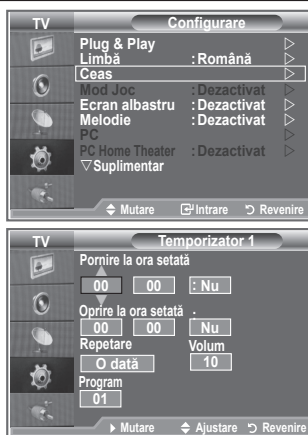 TV Configurare
Plug & Play
Limbă : Română
Ceas
Mod Joc : Dezactivat
Ecran albastru : Dezactivat
Melodie : Dezactivat
PC
PC Home Theater : Dezactivat
▽Suplimentar
Mutare Intrare Revenire
TV Temporizator 1
Pornire la ora setată
00 00 : Nu
Oprire la ora setată .
00 00 Nu
Repetare Volum
O dată 10
Program
01
Mutare Ajustare Revenire